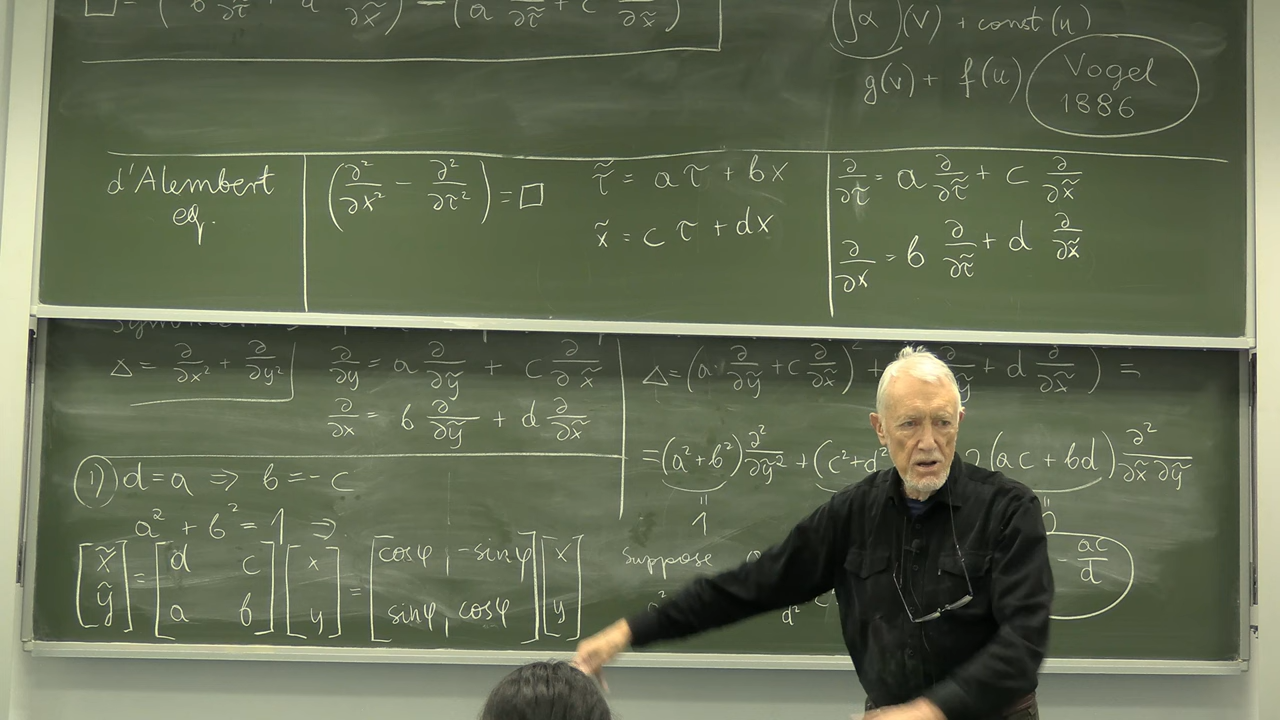 □ = (b ∂/∂τ̃ + d ∂/∂x̃) − (a ∂/∂τ̃ + c ∂/∂x̃)
(∫α)(v) + const(u)
g(v) + f(u)
Vogel
1886
d'Alembert
eq.
(∂²/∂x² − ∂²/∂τ²) = □
τ̃ = aτ + bx
x̃ = cτ + dx
∂/∂τ = a ∂/∂τ̃ + c ∂/∂x̃
∂/∂x = b ∂/∂τ̃ + d ∂/∂x̃
Δ = ∂/∂x² + ∂/∂y²
∂/∂y = a ∂/∂ỹ + c ∂/∂x̃
∂/∂x = b ∂/∂ỹ + d ∂/∂x̃
Δ = (a ∂/∂ỹ + c ∂/∂x̃)² + ∂/∂ỹ + d ∂/∂x̃) =
= (a² + b²) ∂²/∂ỹ² + (c² + d² 2(ac + bd) ∂²/∂x̃∂ỹ
॥
1
1) d = a ⇒ b = −c
a² + b² = 1 ⇒
[x̃ ỹ] = [d c a b] [x y] = [cosφ, −sinφ sinφ, cosφ] [x y]
suppose
− ac/d